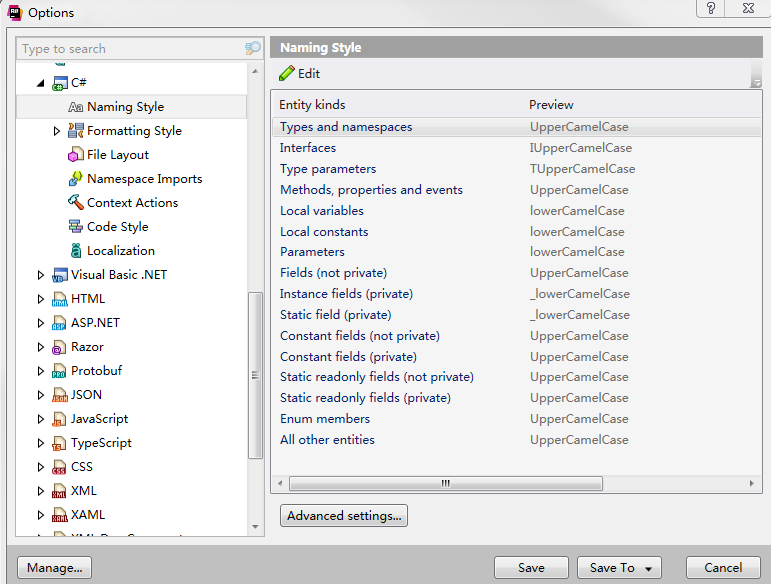 Options
Type to search
C#
Naming Style
Formatting Style
File Layout
Namespace Imports
Context Actions
Code Style
Localization
Visual Basic .NET
HTML
ASP.NET
Razor
Protobuf
JSON
JavaScript
TypeScript
CSS
XML
XAML
Naming Style
Edit
Entity kinds Preview
Types and namespaces UpperCamelCase
Interfaces IUpperCamelCase
Type parameters TUpperCamelCase
Methods, properties and events UpperCamelCase
Local variables lowerCamelCase
Local constants lowerCamelCase
Parameters lowerCamelCase
Fields (not private) UpperCamelCase
Instance fields (private) _lowerCamelCase
Static field (private) _lowerCamelCase
Constant fields (not private) UpperCamelCase
Constant fields (private) UpperCamelCase
Static readonly fields (not private) UpperCamelCase
Static readonly fields (private) UpperCamelCase
Enum members UpperCamelCase
All other entities UpperCamelCase
Advanced settings...
Manage... Save Save To Cancel